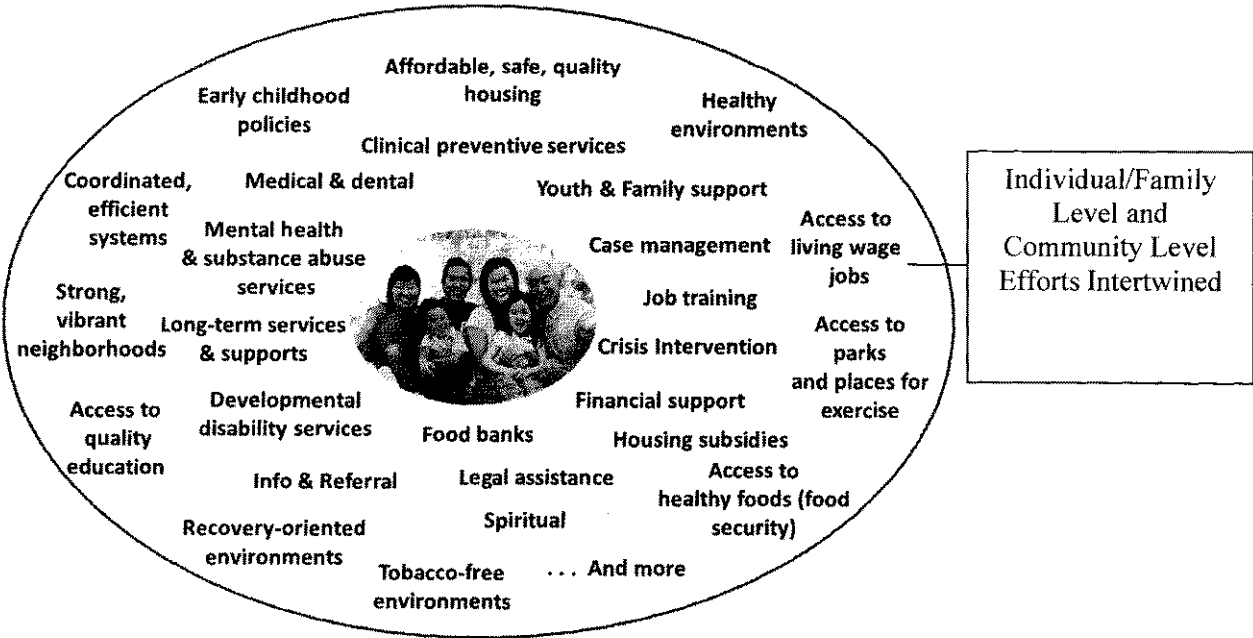 Affordable, safe, quality
housing
Early childhood
policies
Healthy
environments
Clinical preventive services
Coordinated,
efficient
systems
Medical & dental
Youth & Family support
Mental health
& substance abuse
services
Case management
Access to
living wage
jobs
Individual/Family
Level and
Community Level
Efforts Intertwined
Strong,
vibrant
neighborhoods
Long-term services
& supports
Job training
Crisis Intervention
Access to
parks
and places for
exercise
Access to
quality
education
Developmental
disability services
Food banks
Financial support
Housing subsidies
Info & Referral
Legal assistance
Access to
healthy foods (food
security)
Recovery-oriented
environments
Spiritual
Tobacco-free
environments
... And more